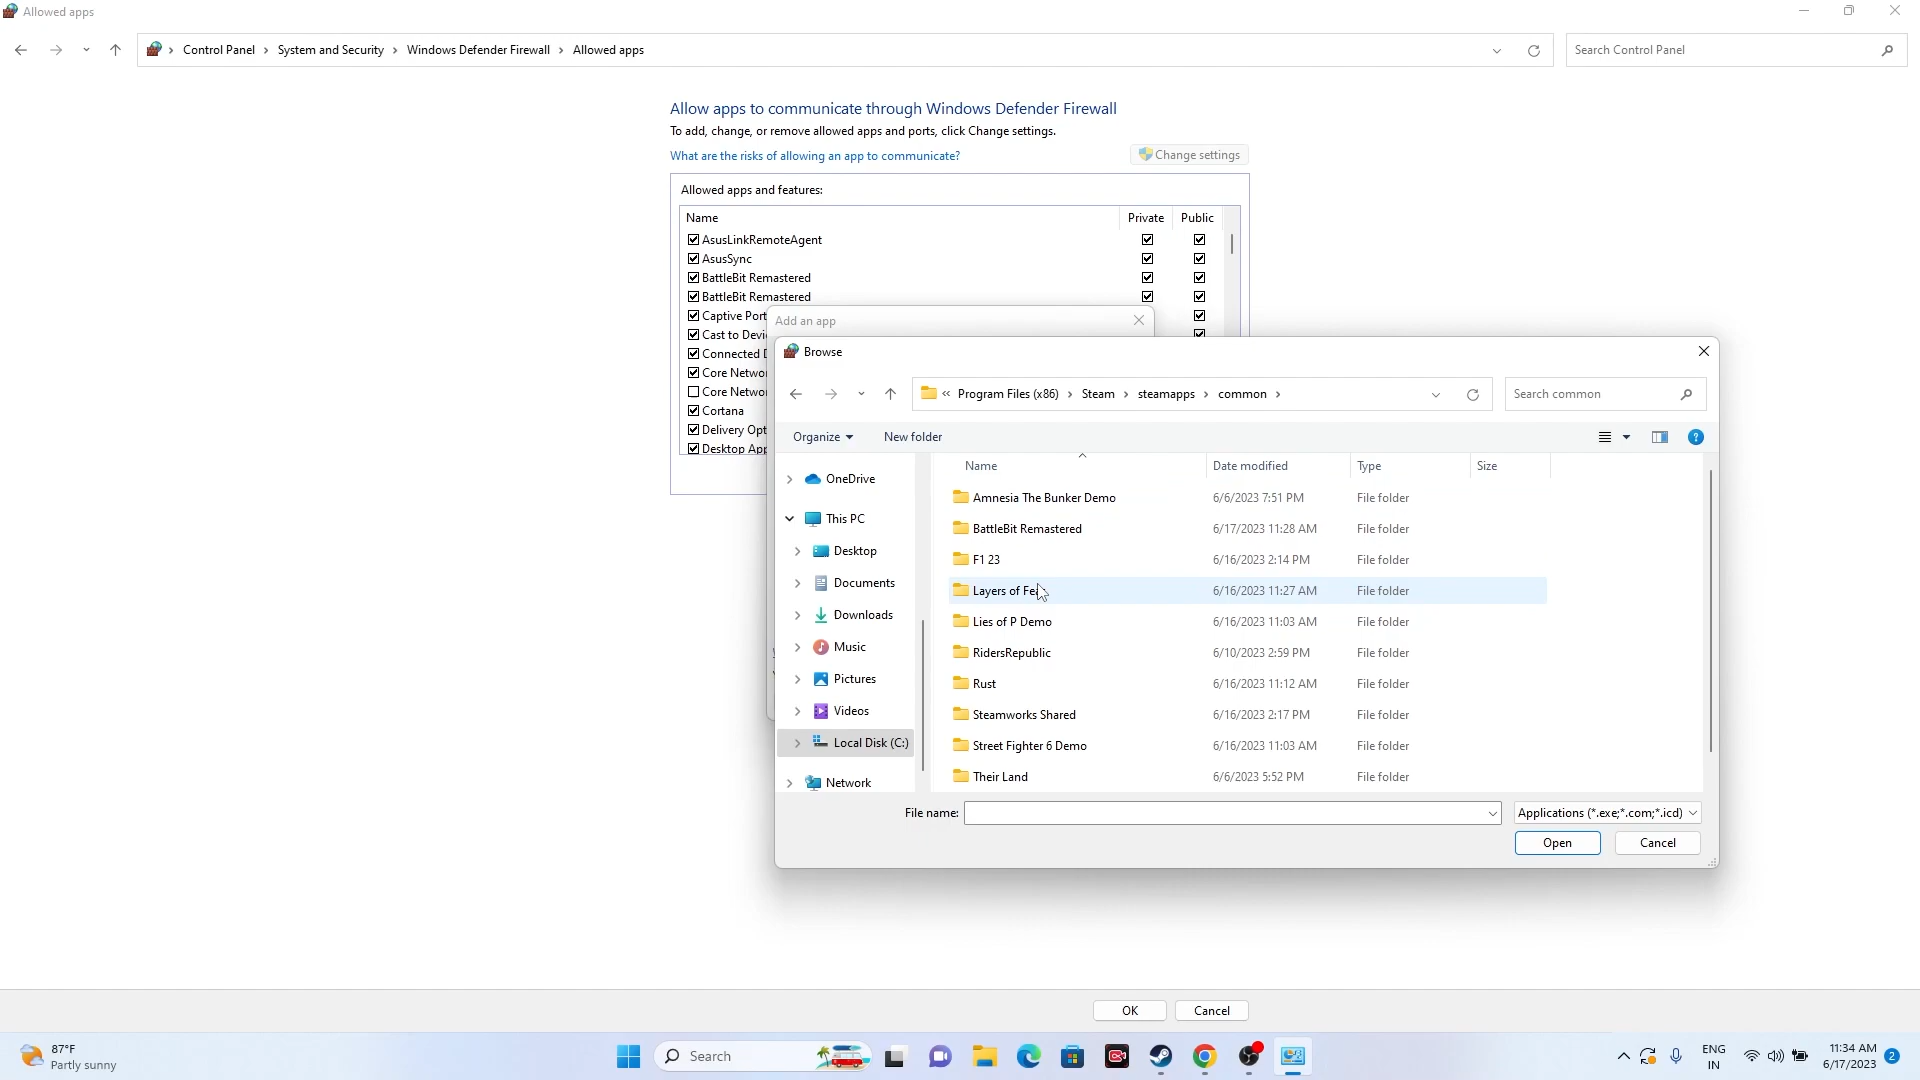 Allowed apps
Control Panel
System and Security
Windows Defender Firewall
Allowed apps
Search Control Panel
Allow apps to communicate through Windows Defender Firewall
To add, change, or remove allowed apps and ports, click Change settings.
What are the risks of allowing an app to communicate?
Change settings
Allowed apps and features:
Name Private Public
AsusLinkRemoteAgent
AsusSync
BattleBit Remastered
BattleBit Remastered
Captive Port
Cast to Devi
Connected D
Core Netwo
Core Netwo
Cortana
Delivery Opt
Desktop App
Add an app
Browse
« Program Files (x86) Steam steamapps common
Search common
Organize New folder
Name Date modified Type Size
OneDrive
This PC
Desktop
Documents
Downloads
Music
Pictures
Videos
Local Disk (C:)
Network
Amnesia The Bunker Demo 6/6/2023 7:51 PM File folder
BattleBit Remastered 6/17/2023 11:28 AM File folder
F1 23 6/16/2023 2:14 PM File folder
Layers of Fea 6/16/2023 11:27 AM File folder
Lies of P Demo 6/16/2023 11:03 AM File folder
RidersRepublic 6/10/2023 2:59 PM File folder
Rust 6/16/2023 11:12 AM File folder
Steamworks Shared 6/16/2023 2:17 PM File folder
Street Fighter 6 Demo 6/16/2023 11:03 AM File folder
Their Land 6/6/2023 5:52 PM File folder
File name:
Applications (*.exe;*.com;*.icd)
Open Cancel
OK Cancel
87°F
Partly sunny
Search
ENG
IN
11:34 AM
6/17/2023
2